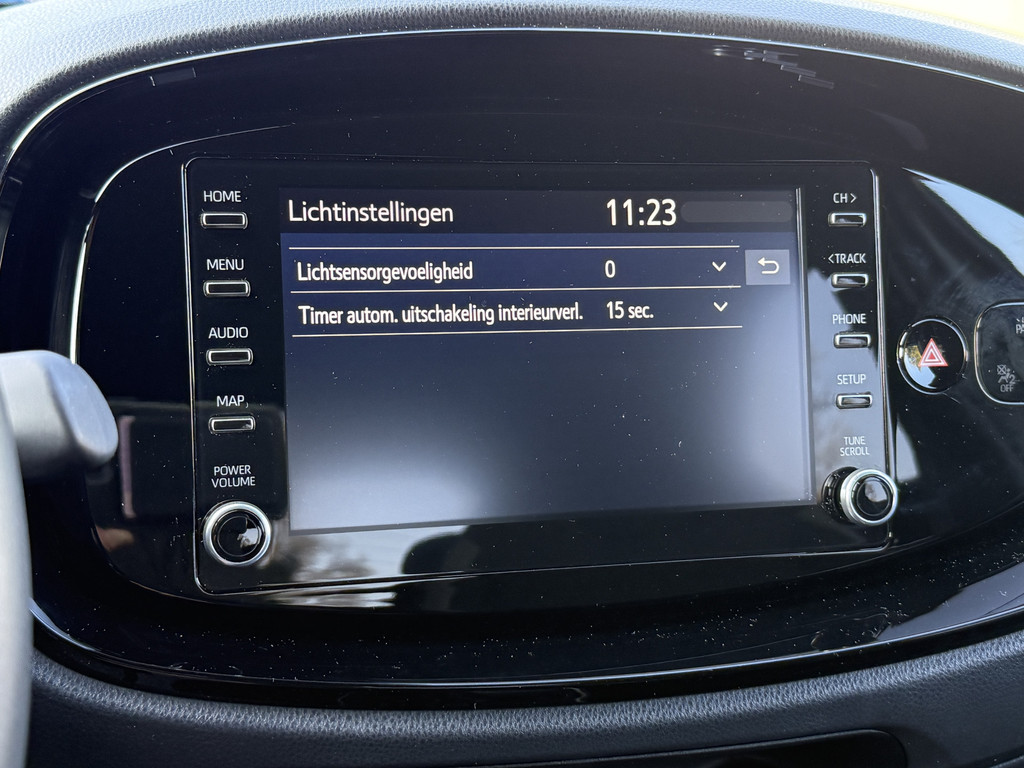 HOME
MENU
AUDIO
MAP
POWER
VOLUME
Lichtinstellingen 11:23
Lichtsensorgevoeligheid 0
Timer autom. uitschakeling interieurverl. 15 sec.
CH>
<TRACK
PHONE
SETUP
TUNE
SCROLL
OFF